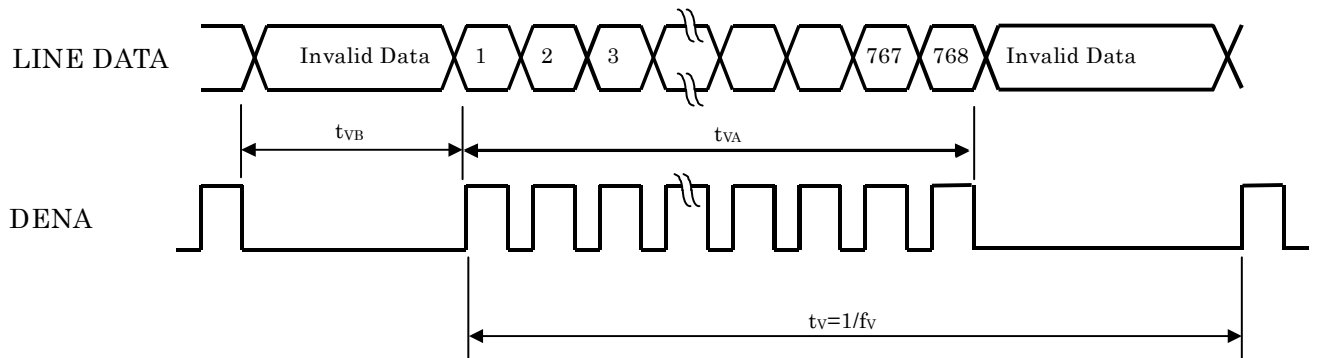 LINE DATA Invalid Data 1 2 3 767 768 Invalid Data
tVB tVA
DENA
tV=1/fV